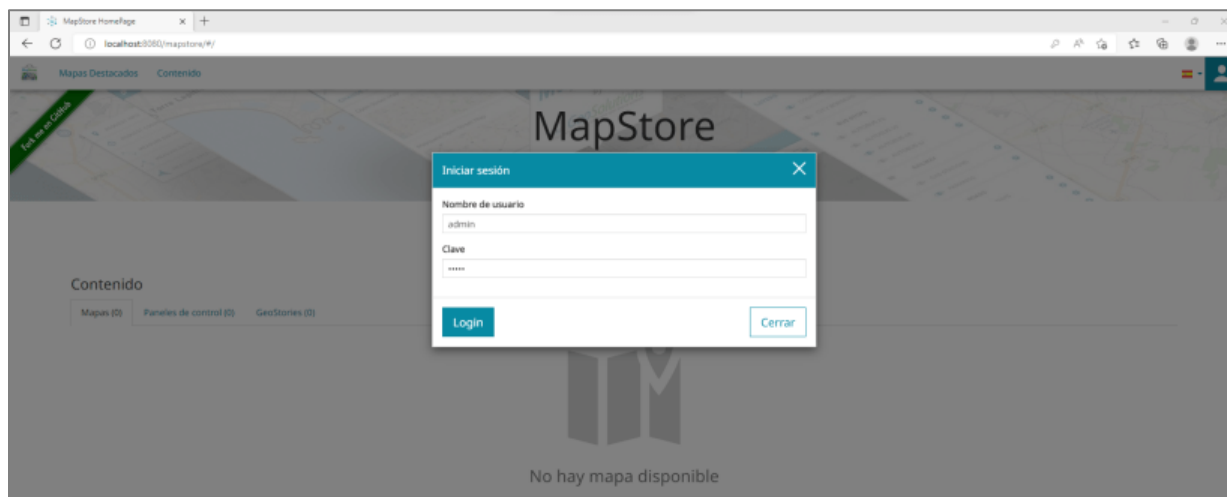 MapStore HomePage
localhost:8080/mapstore/#/
Mapas Destacados Contenido
Fork me on GitHub
MapStore
Iniciar sesión
Nombre de usuario
admin
Clave
•••••
Contenido
Mapas (0) Paneles de control (0) GeoStories (0)
Login Cerrar
No hay mapa disponible